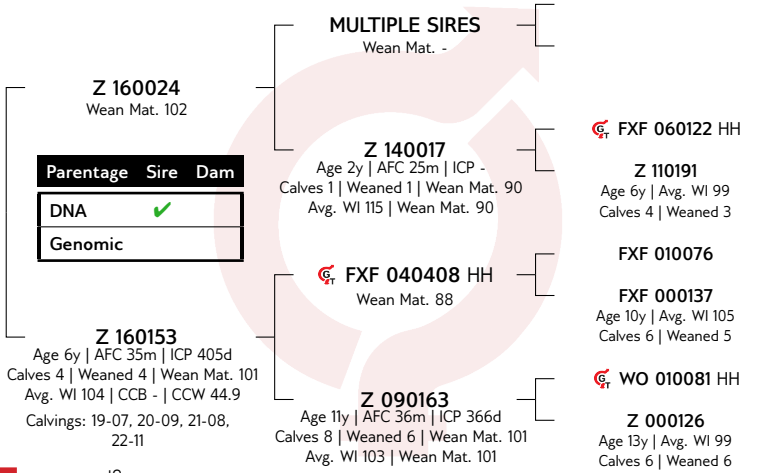 MULTIPLE SIRES
Wean Mat. -
Z 160024
Wean Mat. 102
Parentage Sire Dam
DNA ✔
Genomic
Z 140017
Age 2y | AFC 25m | ICP -
Calves 1 | Weaned 1 | Wean Mat. 90
Avg. WI 115 | Wean Mat. 90
FXF 060122 HH
Z 110191
Age 6y | Avg. WI 99
Calves 4 | Weaned 3
FXF 040408 HH
Wean Mat. 88
FXF 010076
FXF 000137
Age 10y | Avg. WI 105
Calves 6 | Weaned 5
Z 160153
Age 6y | AFC 35m | ICP 405d
Calves 4 | Weaned 4 | Wean Mat. 101
Avg. WI 104 | CCB - | CCW 44.9
Calvings: 19-07, 20-09, 21-08,
22-11
Z 090163
Age 11y | AFC 36m | ICP 366d
Calves 8 | Weaned 6 | Wean Mat. 101
Avg. WI 103 | Wean Mat. 101
WO 010081 HH
Z 000126
Age 13y | Avg. WI 99
Calves 6 | Weaned 6